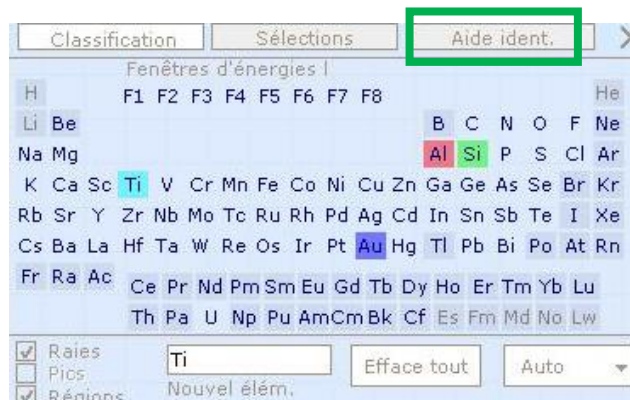 Classification Sélections Aide ident.
Fenêtres d'énergies
H F1 F2 F3 F4 F5 F6 F7 F8 He
Li Be B C N O F Ne
Na Mg Al Si P S Cl Ar
K Ca Sc Ti V Cr Mn Fe Co Ni Cu Zn Ga Ge As Se Br Kr
Rb Sr Y Zr Nb Mo Tc Ru Rh Pd Ag Cd In Sn Sb Te I Xe
Cs Ba La Hf Ta W Re Os Ir Pt Au Hg Tl Pb Bi Po At Rn
Fr Ra Ac Ce Pr Nd Pm Sm Eu Gd Tb Dy Ho Er Tm Yb Lu
Th Pa U Np Pu Am Cm Bk Cf Es Fm Md No Lw
Raies Ti Efface tout Auto
Pics
Régions Nouvel élém.